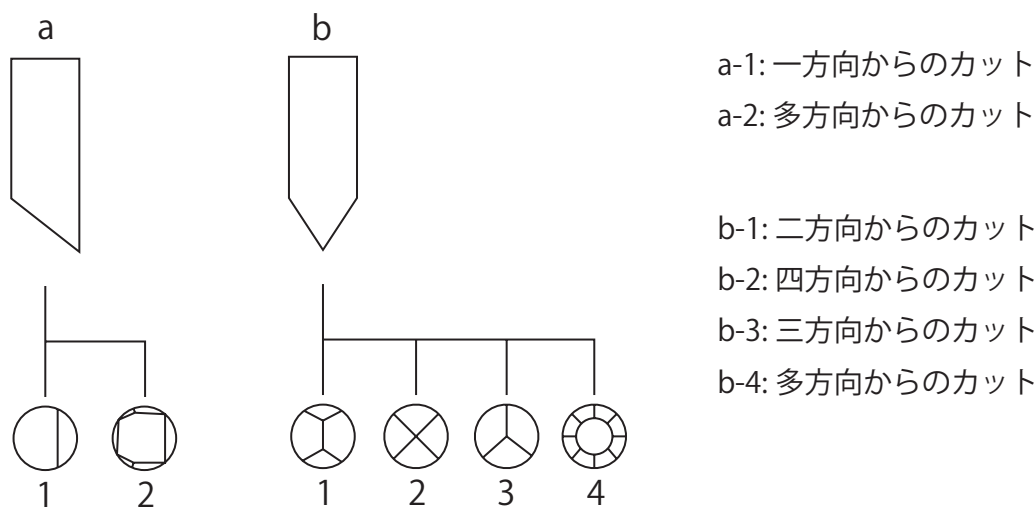 a
b
a-1: 一方向からのカット
a-2: 多方向からのカット
b-1: 二方向からのカット
b-2: 四方向からのカット
b-3: 三方向からのカット
b-4: 多方向からのカット
1 2
1 2 3 4